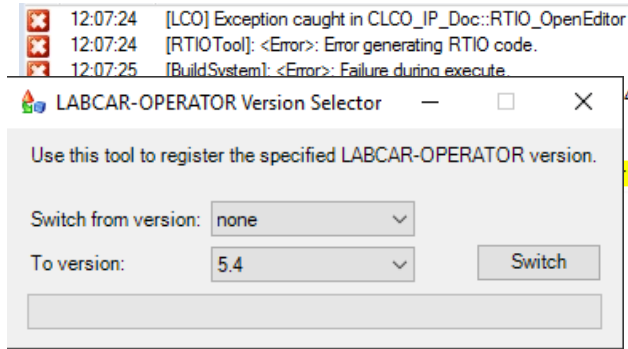 12:07:24 [LCO] Exception caught in CLCO_IP_Doc::RTIO_OpenEditor
12:07:24 [RTIOTool]: <Error>: Error generating RTIO code.
12:07:25 [BuildSystem]: <Error>: Failure during execute.
LABCAR-OPERATOR Version Selector
Use this tool to register the specified LABCAR-OPERATOR version.
Switch from version: none
To version: 5.4 Switch